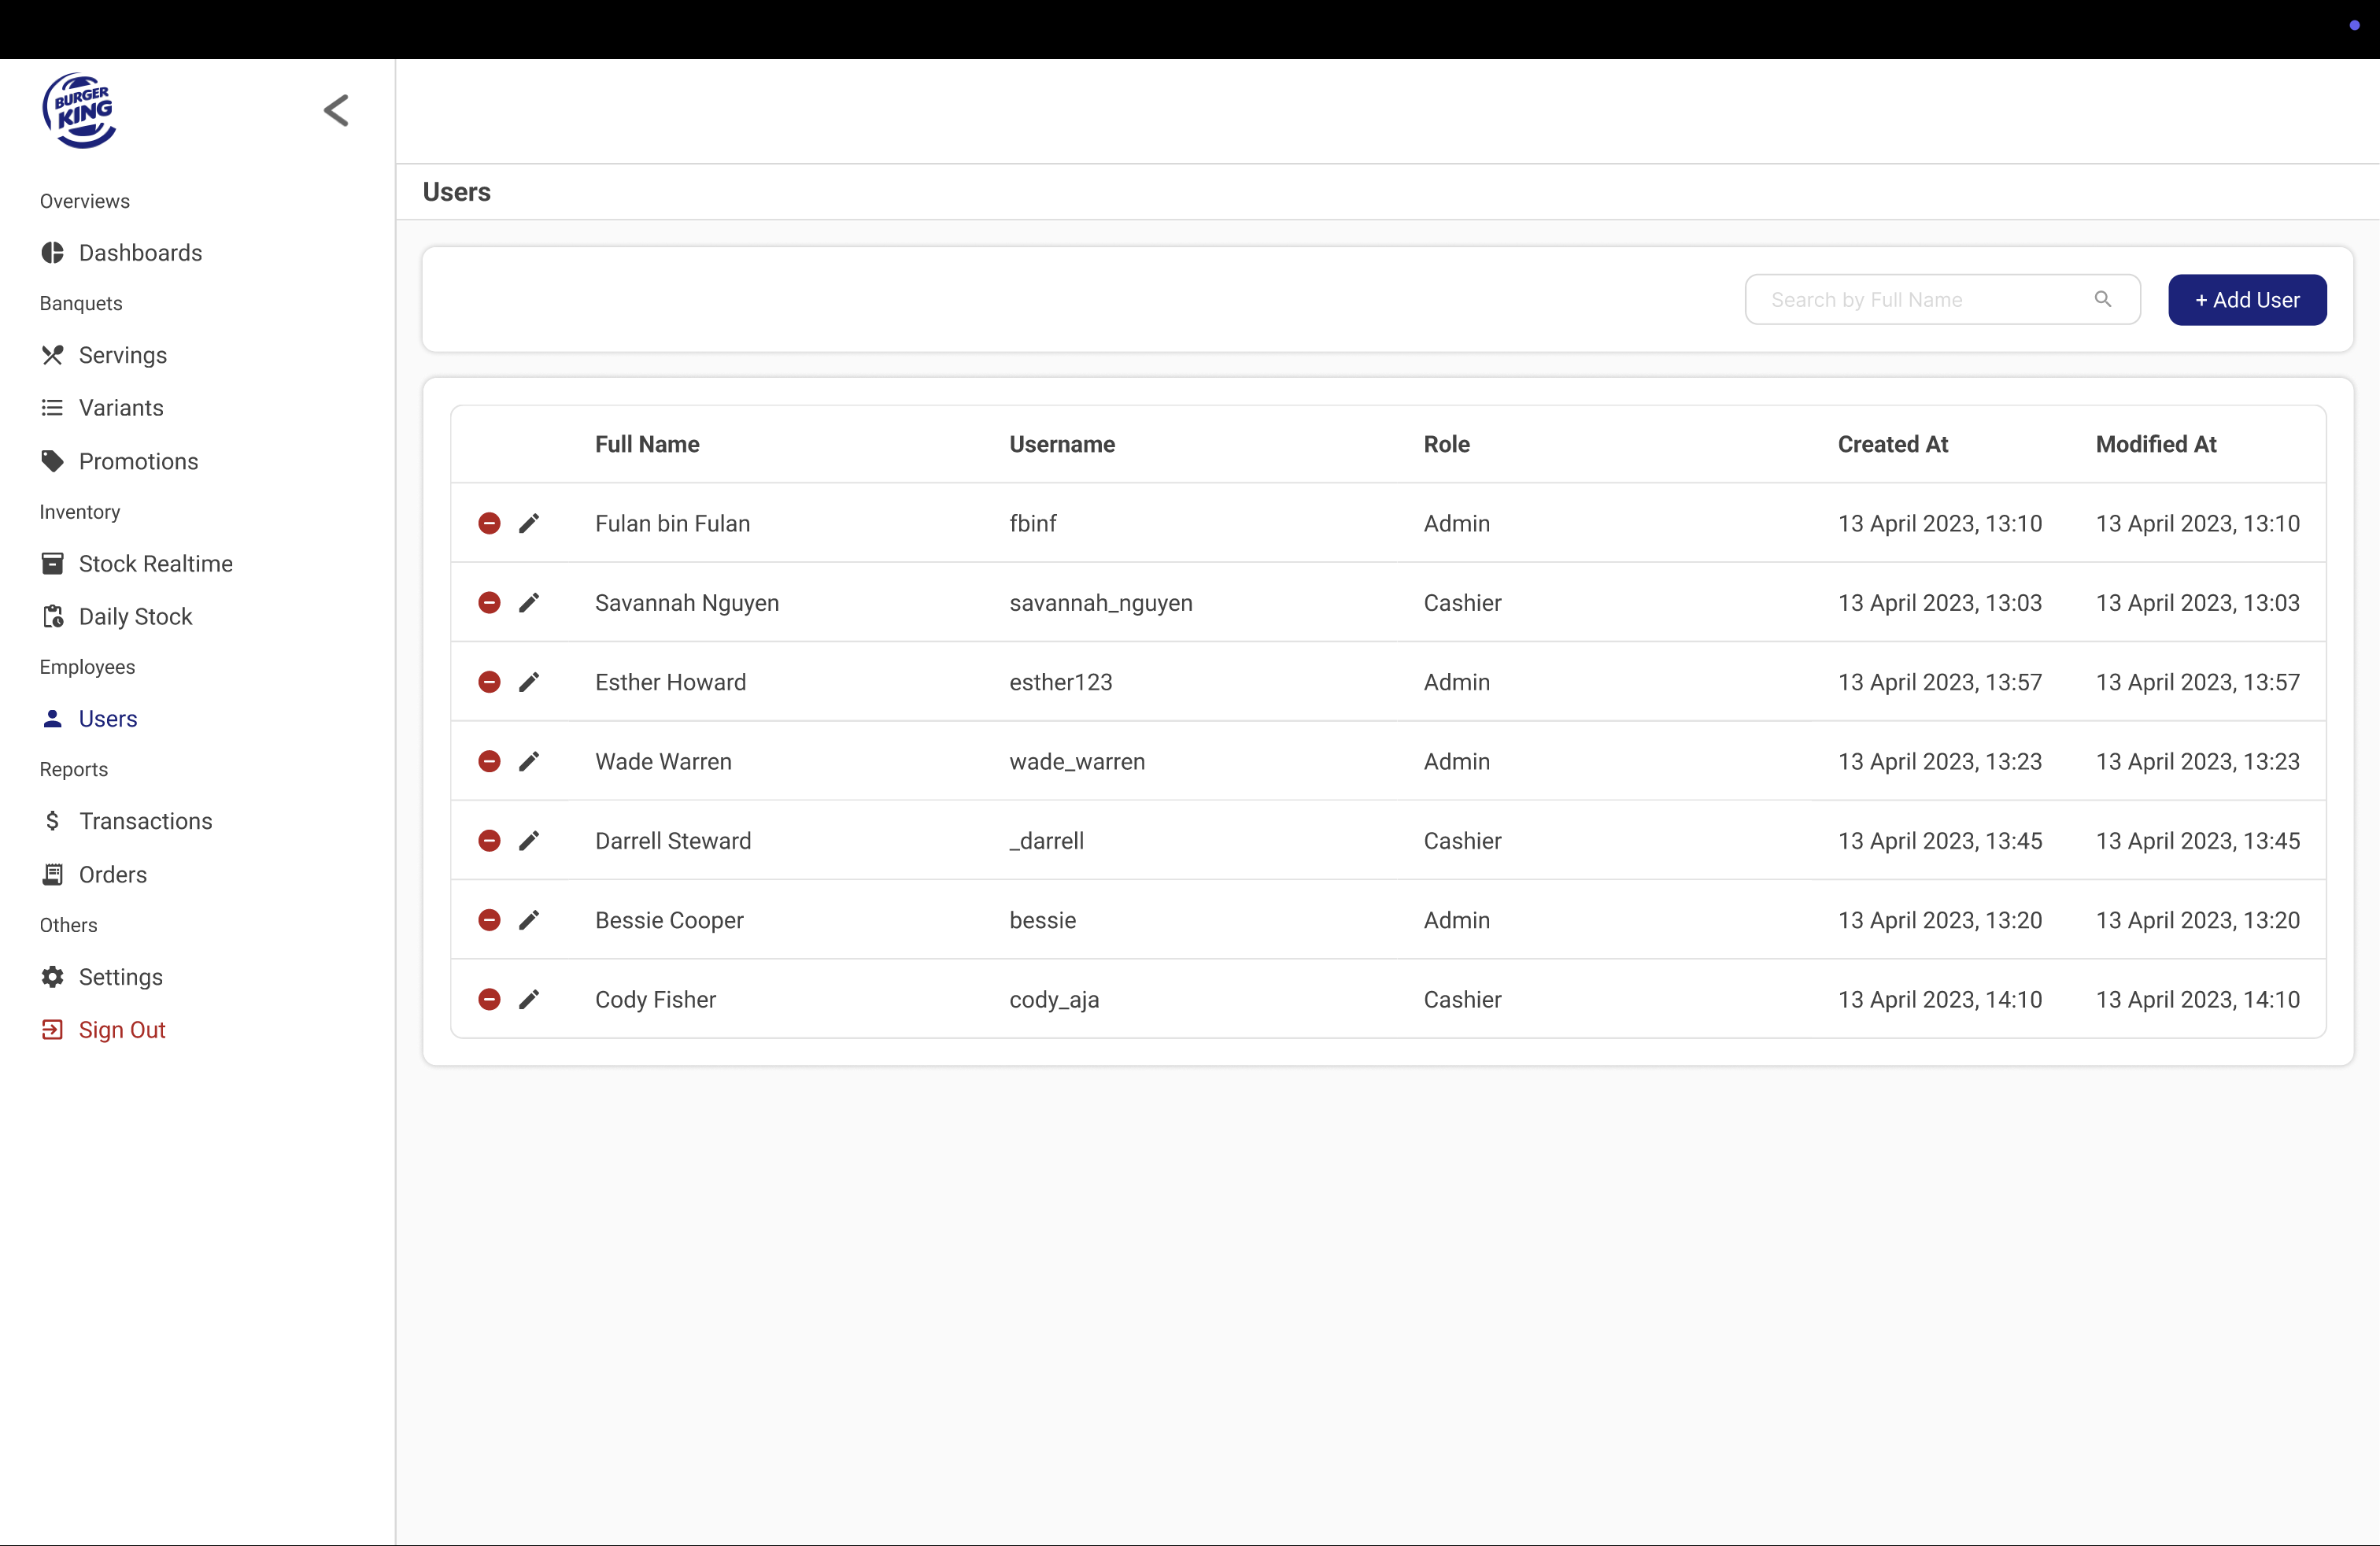 BURGER
KING
Overviews
Dashboards
Banquets
Servings
Variants
Promotions
Inventory
Stock Realtime
Daily Stock
Employees
Users
Reports
Transactions
Orders
Others
Settings
Sign Out
Users
Search by Full Name
+ Add User
Full Name Username Role Created At Modified At
Fulan bin Fulan fbinf Admin 13 April 2023, 13:10 13 April 2023, 13:10
Savannah Nguyen savannah_nguyen Cashier 13 April 2023, 13:03 13 April 2023, 13:03
Esther Howard esther123 Admin 13 April 2023, 13:57 13 April 2023, 13:57
Wade Warren wade_warren Admin 13 April 2023, 13:23 13 April 2023, 13:23
Darrell Steward _darrell Cashier 13 April 2023, 13:45 13 April 2023, 13:45
Bessie Cooper bessie Admin 13 April 2023, 13:20 13 April 2023, 13:20
Cody Fisher cody_aja Cashier 13 April 2023, 14:10 13 April 2023, 14:10